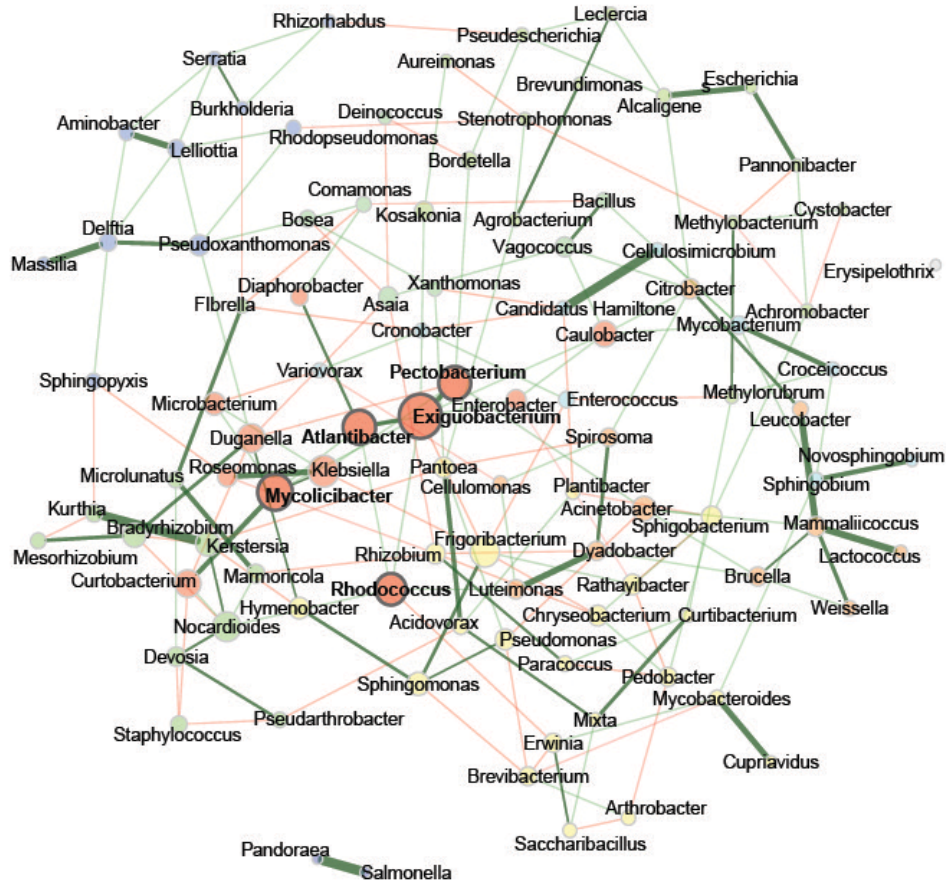 Leclercia
Rhizorhabdus
Pseudescherichia
Serratia
Aureimonas
Brevundimonas
Escherichia
Burkholderia
Deinococcus
Alcaligene
s
Aminobacter
Stenotrophomonas
Lelliottia
Rhodopseudomonas
Bordetella
Pannonibacter
Comamonas
Bosea
Kosakonia
Agrobacterium
Bacillus
Methylobacterium
Cystobacter
Delftia
Pseudoxanthomonas
Vagococcus
Cellulosimicrobium
Massilia
Erysipelothrix
Diaphorobacter
Xanthomonas
Citrobacter
FIbrella
Asaia
Candidatus Hamiltone
Achromobacter
Cronobacter
Caulobacter
Mycobacterium
Sphingopyxis
Variovorax
Pectobacterium
Croceicoccus
Microbacterium
Enterobacter
Enterococcus
Methylorubrum
Exiguobacterium
Leucobacter
Duganella
Atlantibacter
Spirosoma
Novosphingobium
Microlunatus
Roseomonas
Klebsiella
Pantoea
Plantibacter
Sphingobium
Cellulomonas
Mycolicibacter
Kurthia
Acinetobacter
Sphigobacterium
Mammaliicoccus
Bradyrhizobium
Kerstersia
Frigoribacterium
Mesorhizobium
Rhizobium
Dyadobacter
Lactococcus
Curtobacterium
Marmoricola
Rhodococcus
Luteimonas
Rathayibacter
Brucella
Hymenobacter
Weissella
Nocardioides
Acidovorax
Chryseobacterium
Curtibacterium
Devosia
Pseudomonas
Paracoccus
Sphingomonas
Pedobacter
Mycobacteroides
Staphylococcus
Pseudarthrobacter
Mixta
Erwinia
Brevibacterium
Cupriavidus
Arthrobacter
Saccharibacillus
Pandoraea
Salmonella